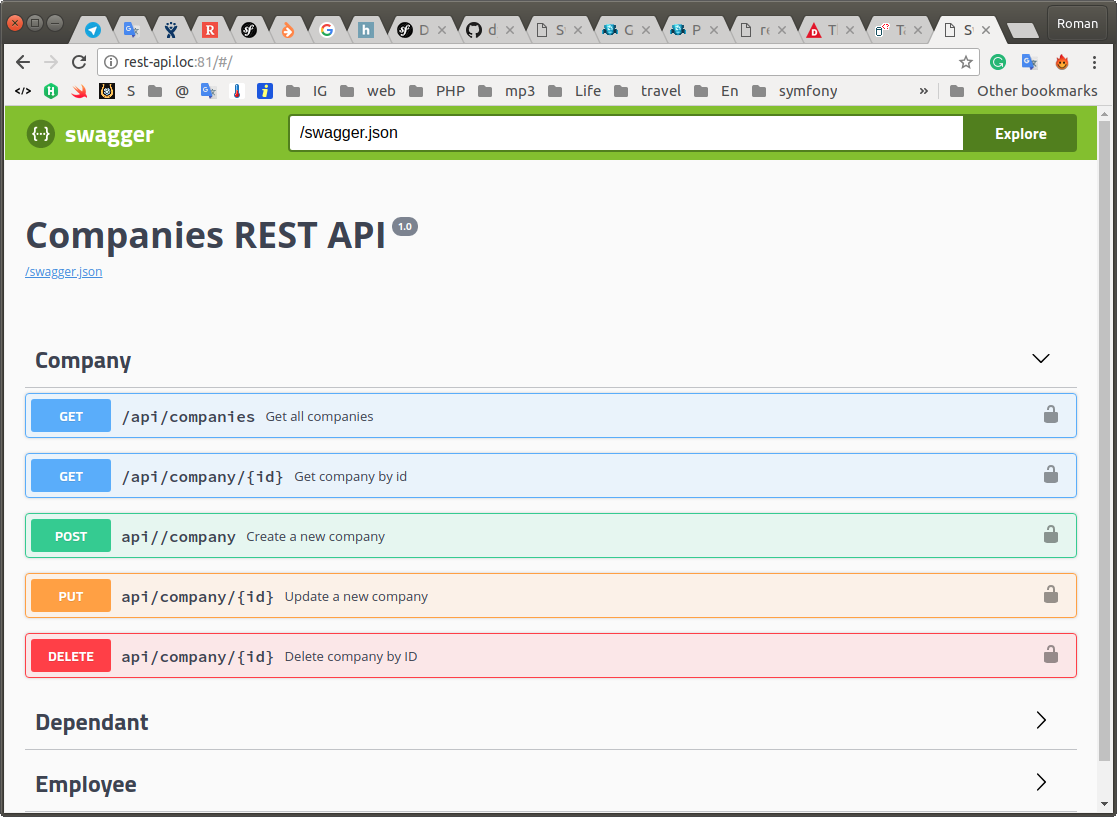 Roman
rest-api.loc:81/#/
S @ IG web PHP mp3 Life travel En symfony » Other bookmarks
{··} swagger /swagger.json Explore
Companies REST API 1.0
/swagger.json
Company
GET /api/companies Get all companies
GET /api/company/{id} Get company by id
POST api//company Create a new company
PUT api/company/{id} Update a new company
DELETE api/company/{id} Delete company by ID
Dependant
Employee